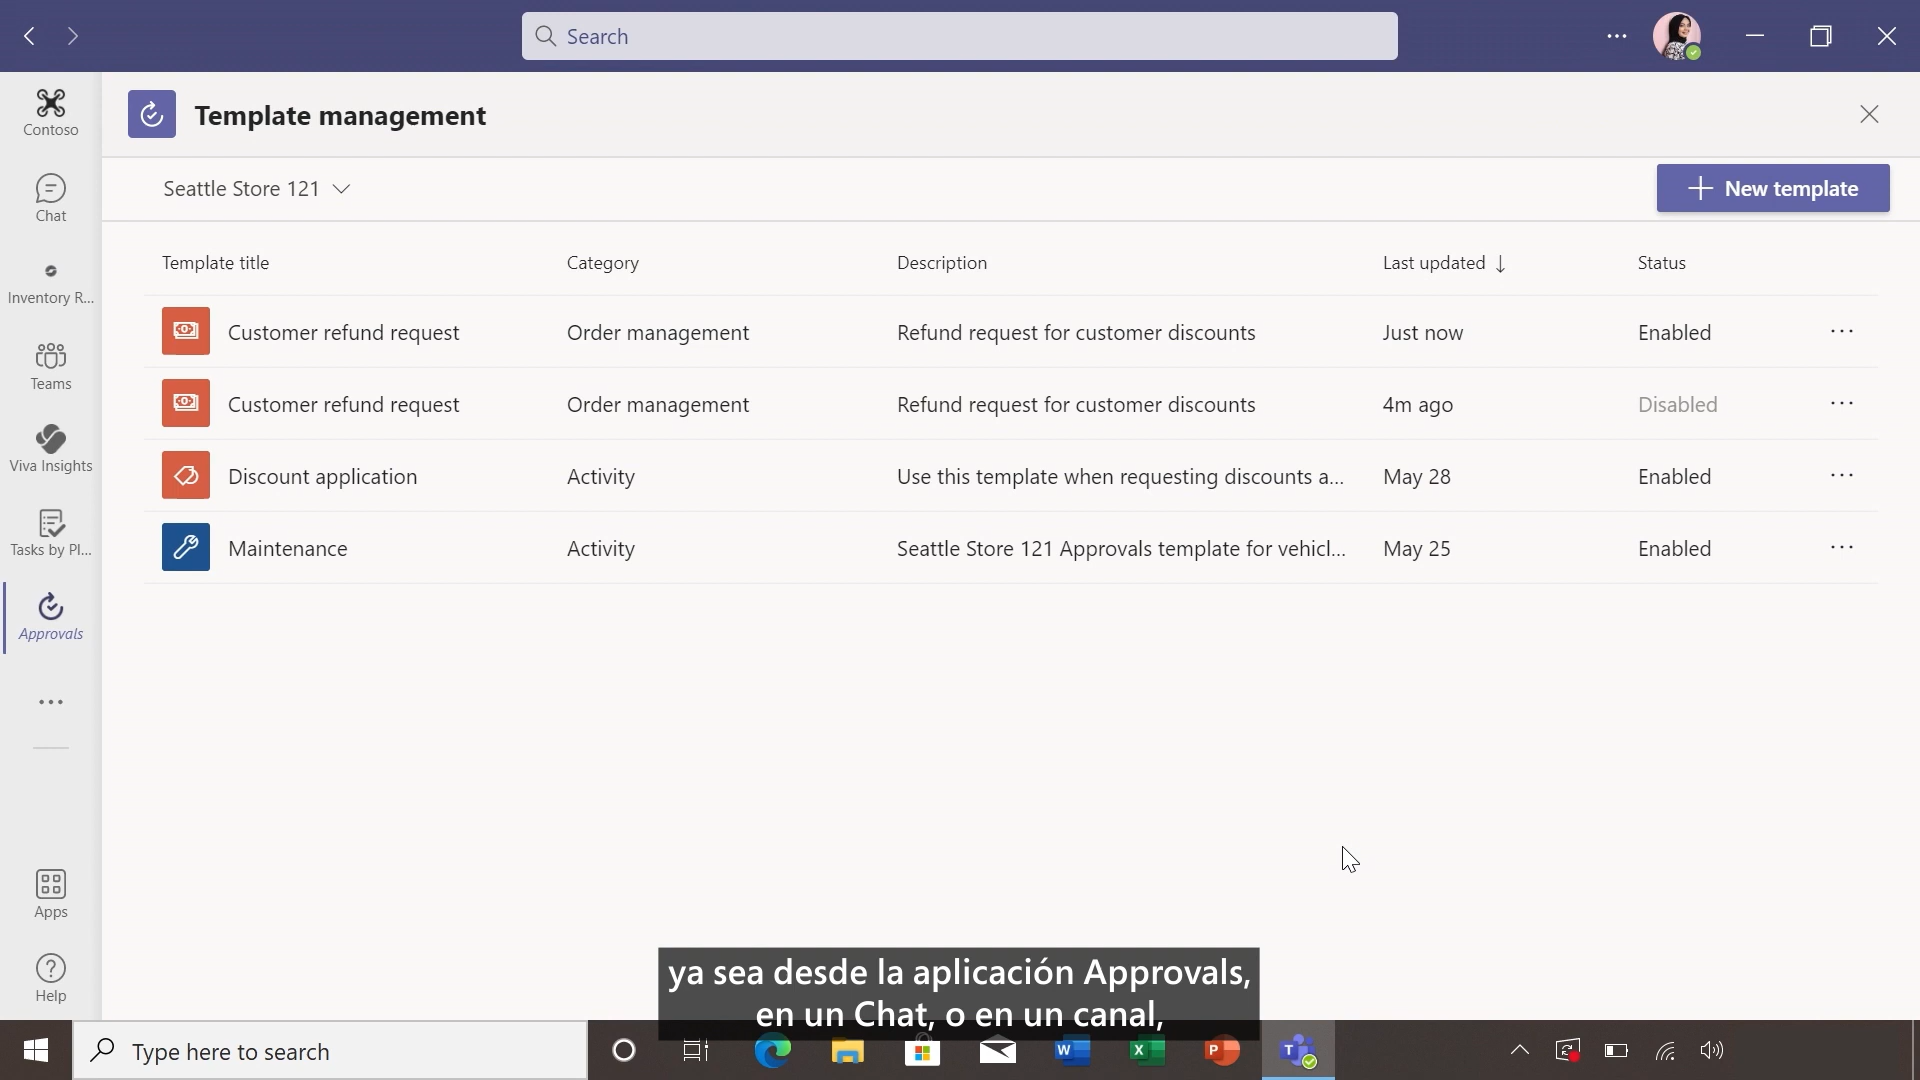 Search
Contoso
Chat
Inventory R...
Teams
Viva Insights
Tasks by Pl...
Approvals
Apps
Help
Template management
Seattle Store 121
New template
Template title Category Description Last updated ↓ Status
Customer refund request Order management Refund request for customer discounts Just now Enabled ...
Customer refund request Order management Refund request for customer discounts 4m ago Disabled ...
Discount application Activity Use this template when requesting discounts a... May 28 Enabled ...
Maintenance Activity Seattle Store 121 Approvals template for vehicl... May 25 Enabled ...
ya sea desde la aplicación Approvals,
en un Chat, o en un canal,
Type here to search